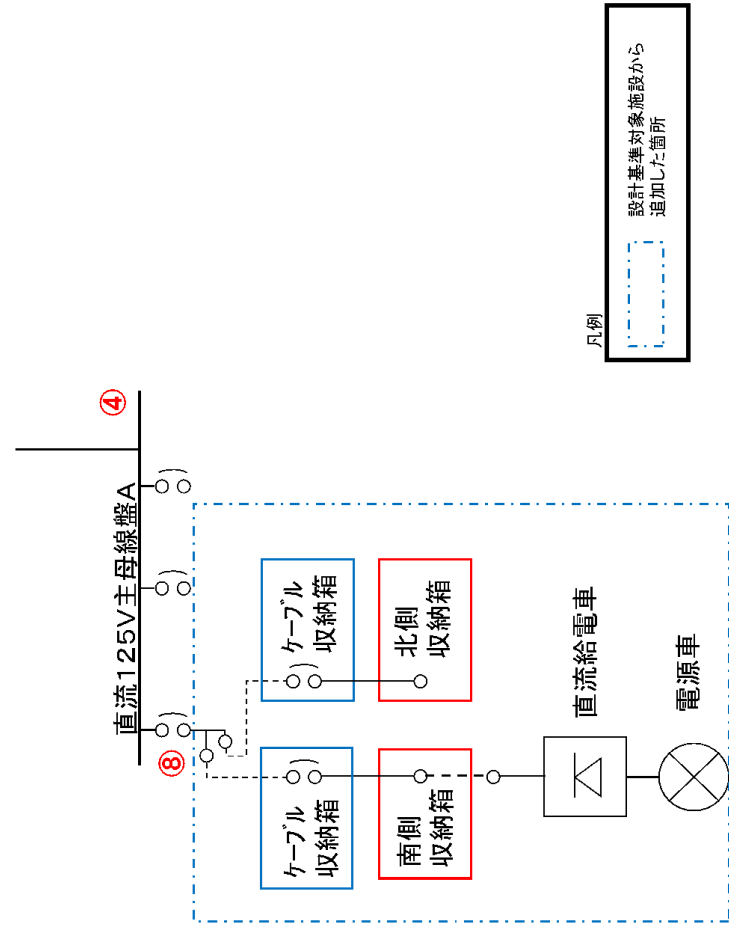 ④
直流125V主母線盤A
⑧
ケーブル
収納箱
ケーブル
収納箱
南側
収納箱
北側
収納箱
直流給電車
電源車
凡例
設計基準対象施設から
追加した箇所